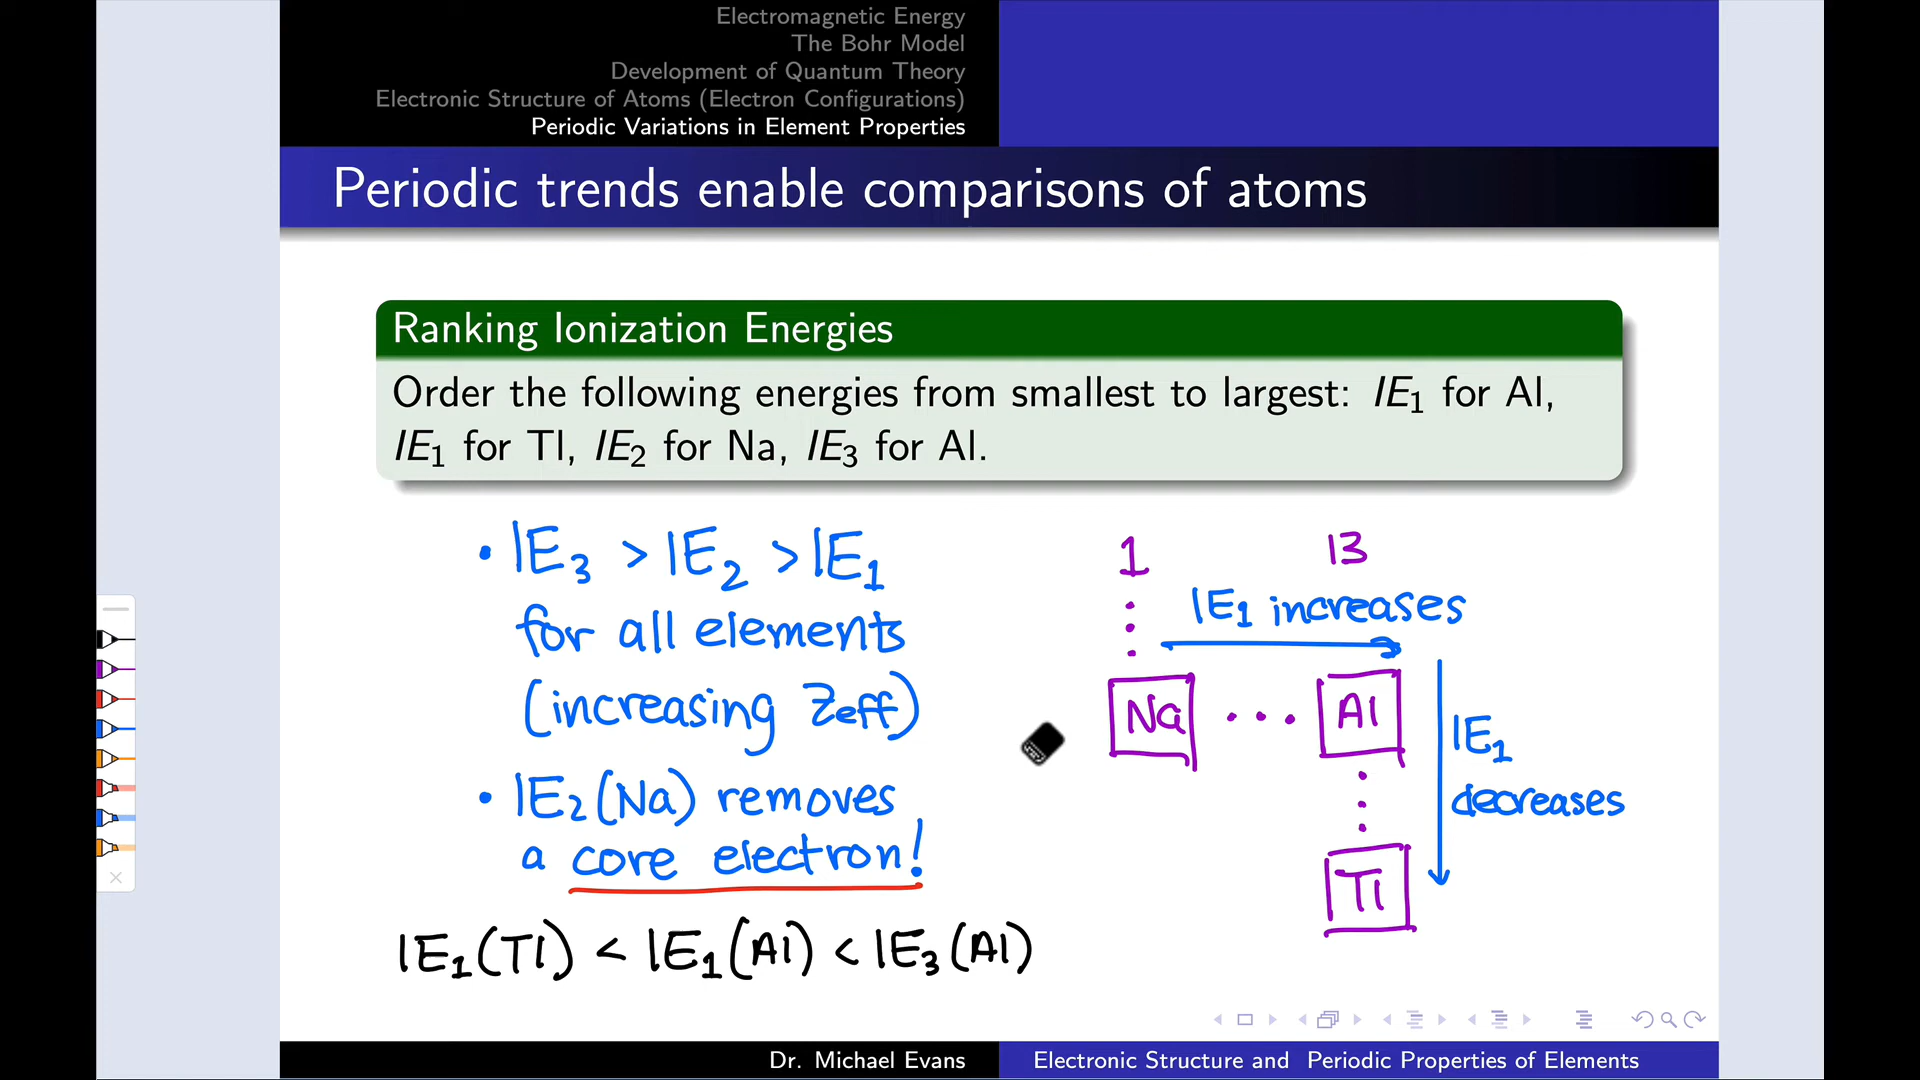 Electromagnetic Energy
The Bohr Model
Development of Quantum Theory
Electronic Structure of Atoms (Electron Configurations)
Periodic Variations in Element Properties
Periodic trends enable comparisons of atoms
Ranking Ionization Energies
Order the following energies from smallest to largest: IE₁ for Al,
IE₁ for Tl, IE₂ for Na, IE₃ for Al.
• IE₃ > IE₂ > IE₁
for all elements
(increasing Zeff)
• IE₂(Na) removes
a core electron!
IE₁(Tl) < IE₁(Al) < IE₃(Al)
1 13
IE₁ increases
Na ... Al
IE₁
decreases
Tl
Dr. Michael Evans
Electronic Structure and Periodic Properties of Elements